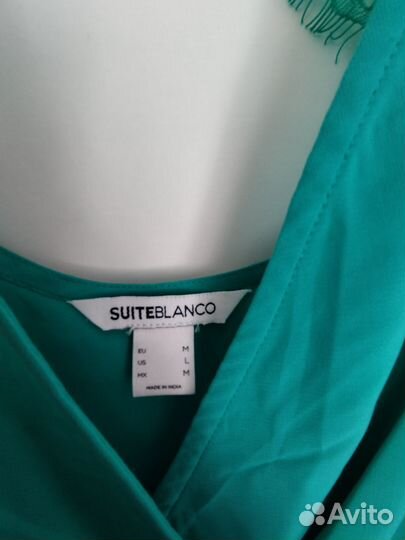 SUITEBLANCO
EU M
US L
MX M
MADE IN INDIA
Avito